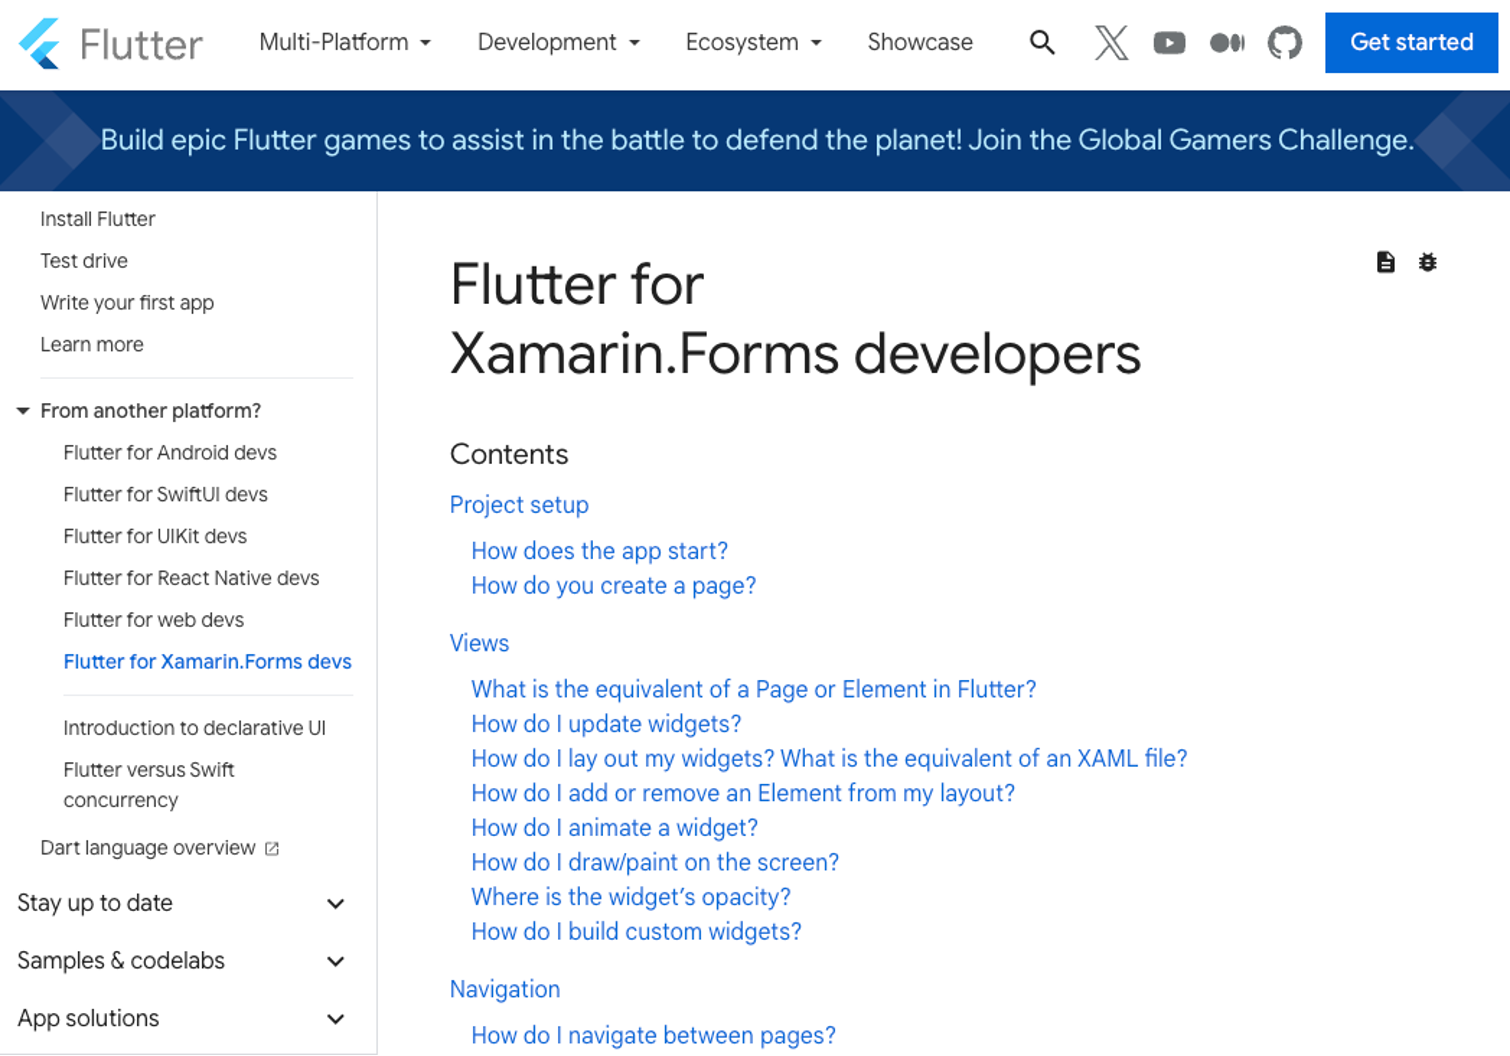 Flutter
Multi-Platform
Development
Ecosystem
Showcase
Get started
Build epic Flutter games to assist in the battle to defend the planet! Join the Global Gamers Challenge.
Install Flutter
Test drive
Write your first app
Learn more
From another platform?
Flutter for Android devs
Flutter for SwiftUI devs
Flutter for UIKit devs
Flutter for React Native devs
Flutter for web devs
Flutter for Xamarin.Forms devs
Introduction to declarative UI
Flutter versus Swift
concurrency
Dart language overview
Stay up to date
Samples & codelabs
App solutions
Flutter for
Xamarin.Forms developers
Contents
Project setup
How does the app start?
How do you create a page?
Views
What is the equivalent of a Page or Element in Flutter?
How do I update widgets?
How do I lay out my widgets? What is the equivalent of an XAML file?
How do I add or remove an Element from my layout?
How do I animate a widget?
How do I draw/paint on the screen?
Where is the widget’s opacity?
How do I build custom widgets?
Navigation
How do I navigate between pages?